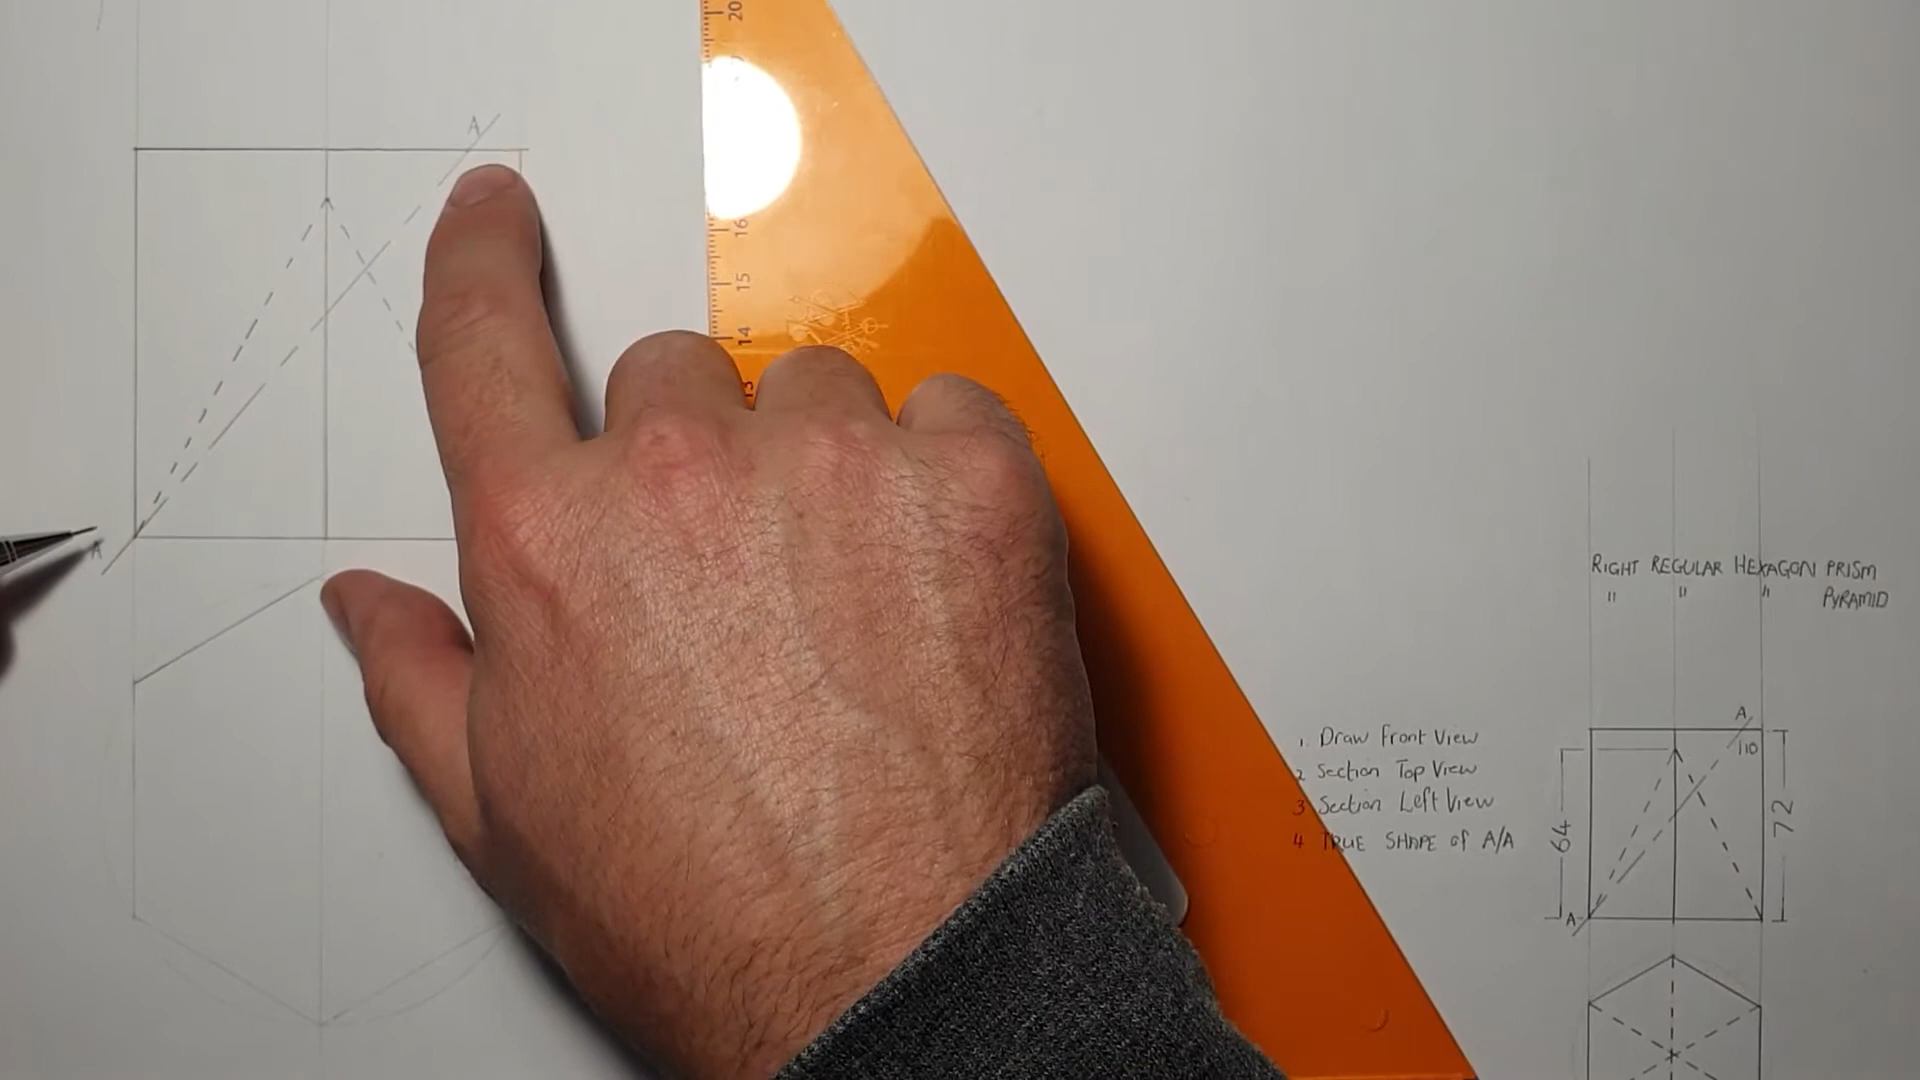 A
20
16
15
14
13
A
RIGHT REGULAR HEXAGON PRISM
" " " PYRAMID
1. Draw Front View
2 Section Top View
3 Section Left View
4 TRUE SHAPE of A/A
A
110
64
72
A